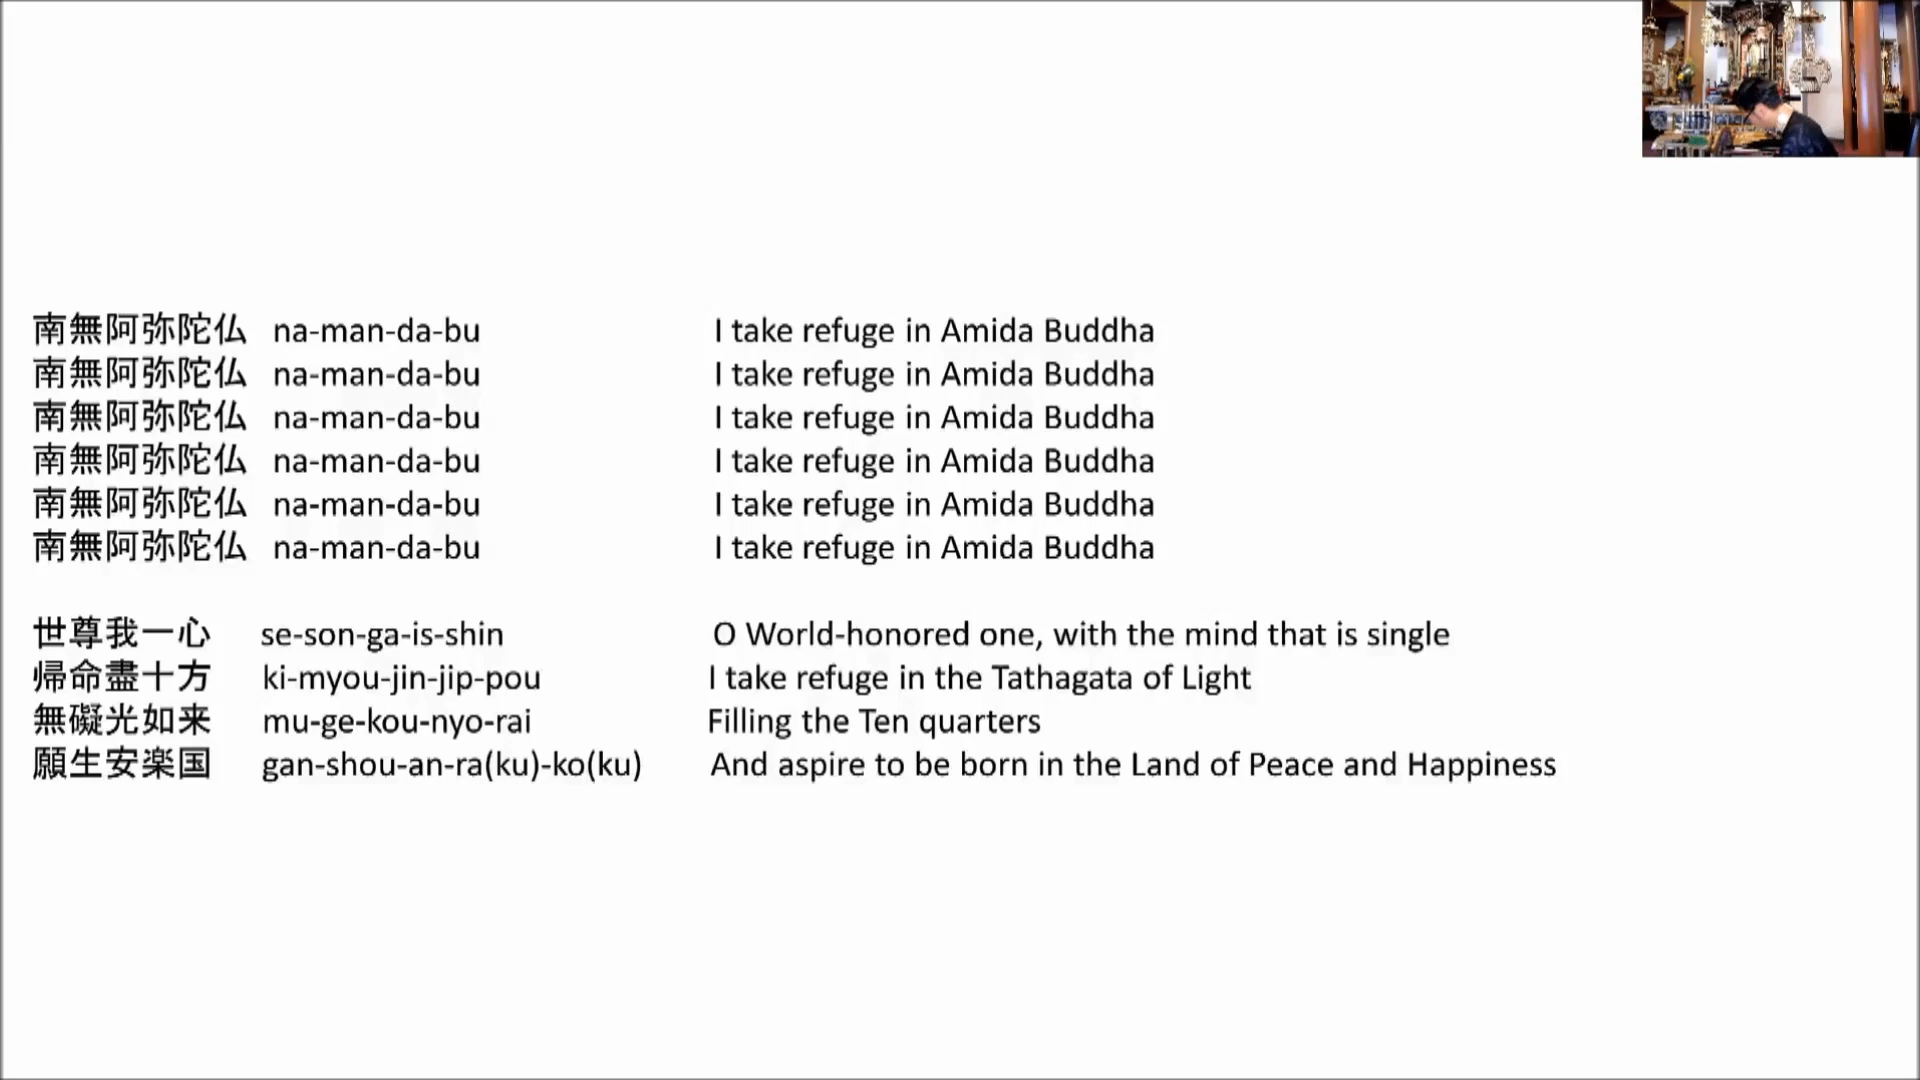 南無阿弥陀仏 na-man-da-bu I take refuge in Amida Buddha
南無阿弥陀仏 na-man-da-bu I take refuge in Amida Buddha
南無阿弥陀仏 na-man-da-bu I take refuge in Amida Buddha
南無阿弥陀仏 na-man-da-bu I take refuge in Amida Buddha
南無阿弥陀仏 na-man-da-bu I take refuge in Amida Buddha
南無阿弥陀仏 na-man-da-bu I take refuge in Amida Buddha
世尊我一心 se-son-ga-is-shin O World-honored one, with the mind that is single
帰命盡十方 ki-myou-jin-jip-pou I take refuge in the Tathagata of Light
無礙光如来 mu-ge-kou-nyo-rai Filling the Ten quarters
願生安楽国 gan-shou-an-ra(ku)-ko(ku) And aspire to be born in the Land of Peace and Happiness